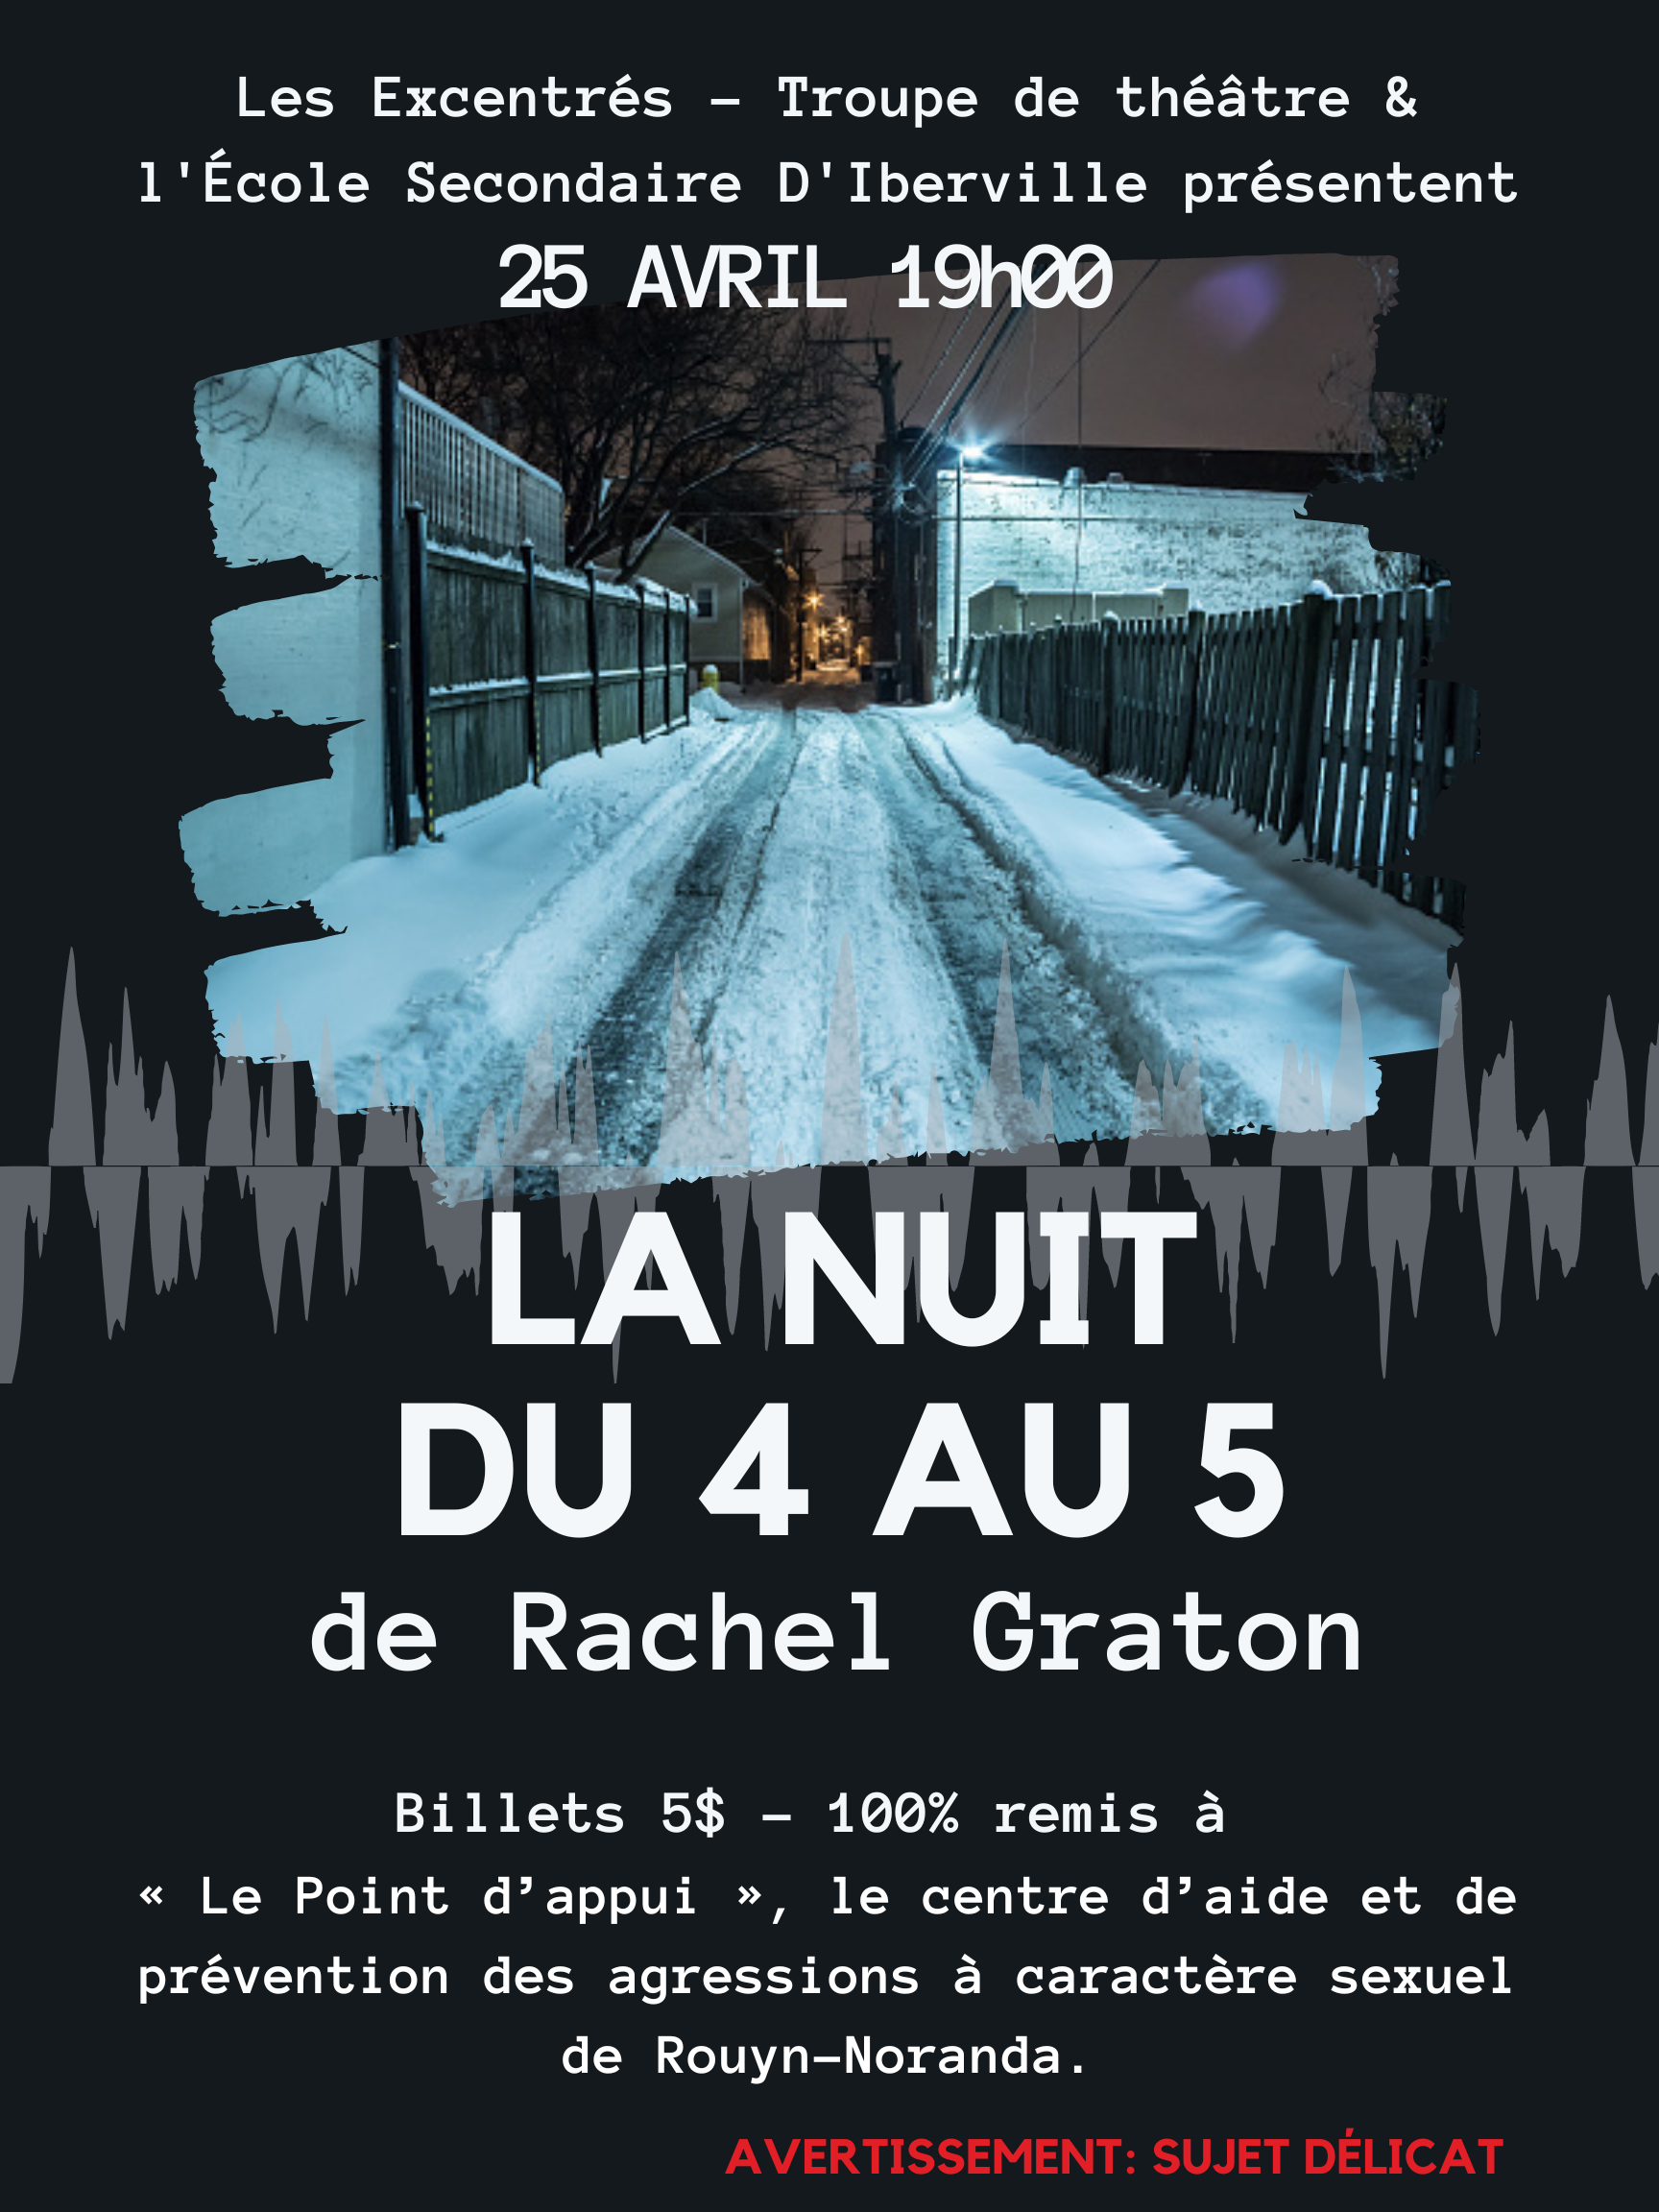 Les Excentrés - Troupe de théâtre &
l'École Secondaire D'Iberville présentent
25 AVRIL 19h00
LA NUIT
DU 4 AU 5
de Rachel Graton
Billets 5$ - 100% remis à
« Le Point d’appui », le centre d’aide et de
prévention des agressions à caractère sexuel
de Rouyn-Noranda.
AVERTISSEMENT: SUJET DÉLICAT